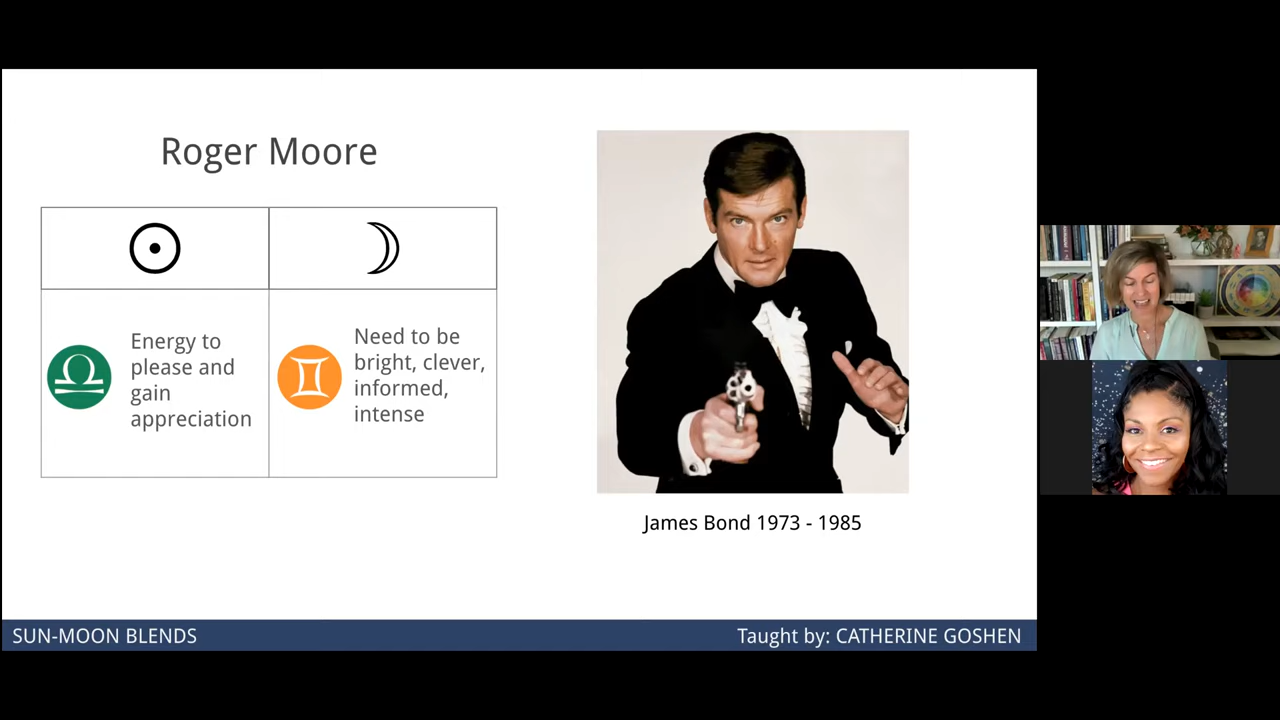 Roger Moore
Energy to
please and
gain
appreciation
Need to be
bright, clever,
informed,
intense
James Bond 1973 - 1985
SUN-MOON BLENDS
Taught by: CATHERINE GOSHEN